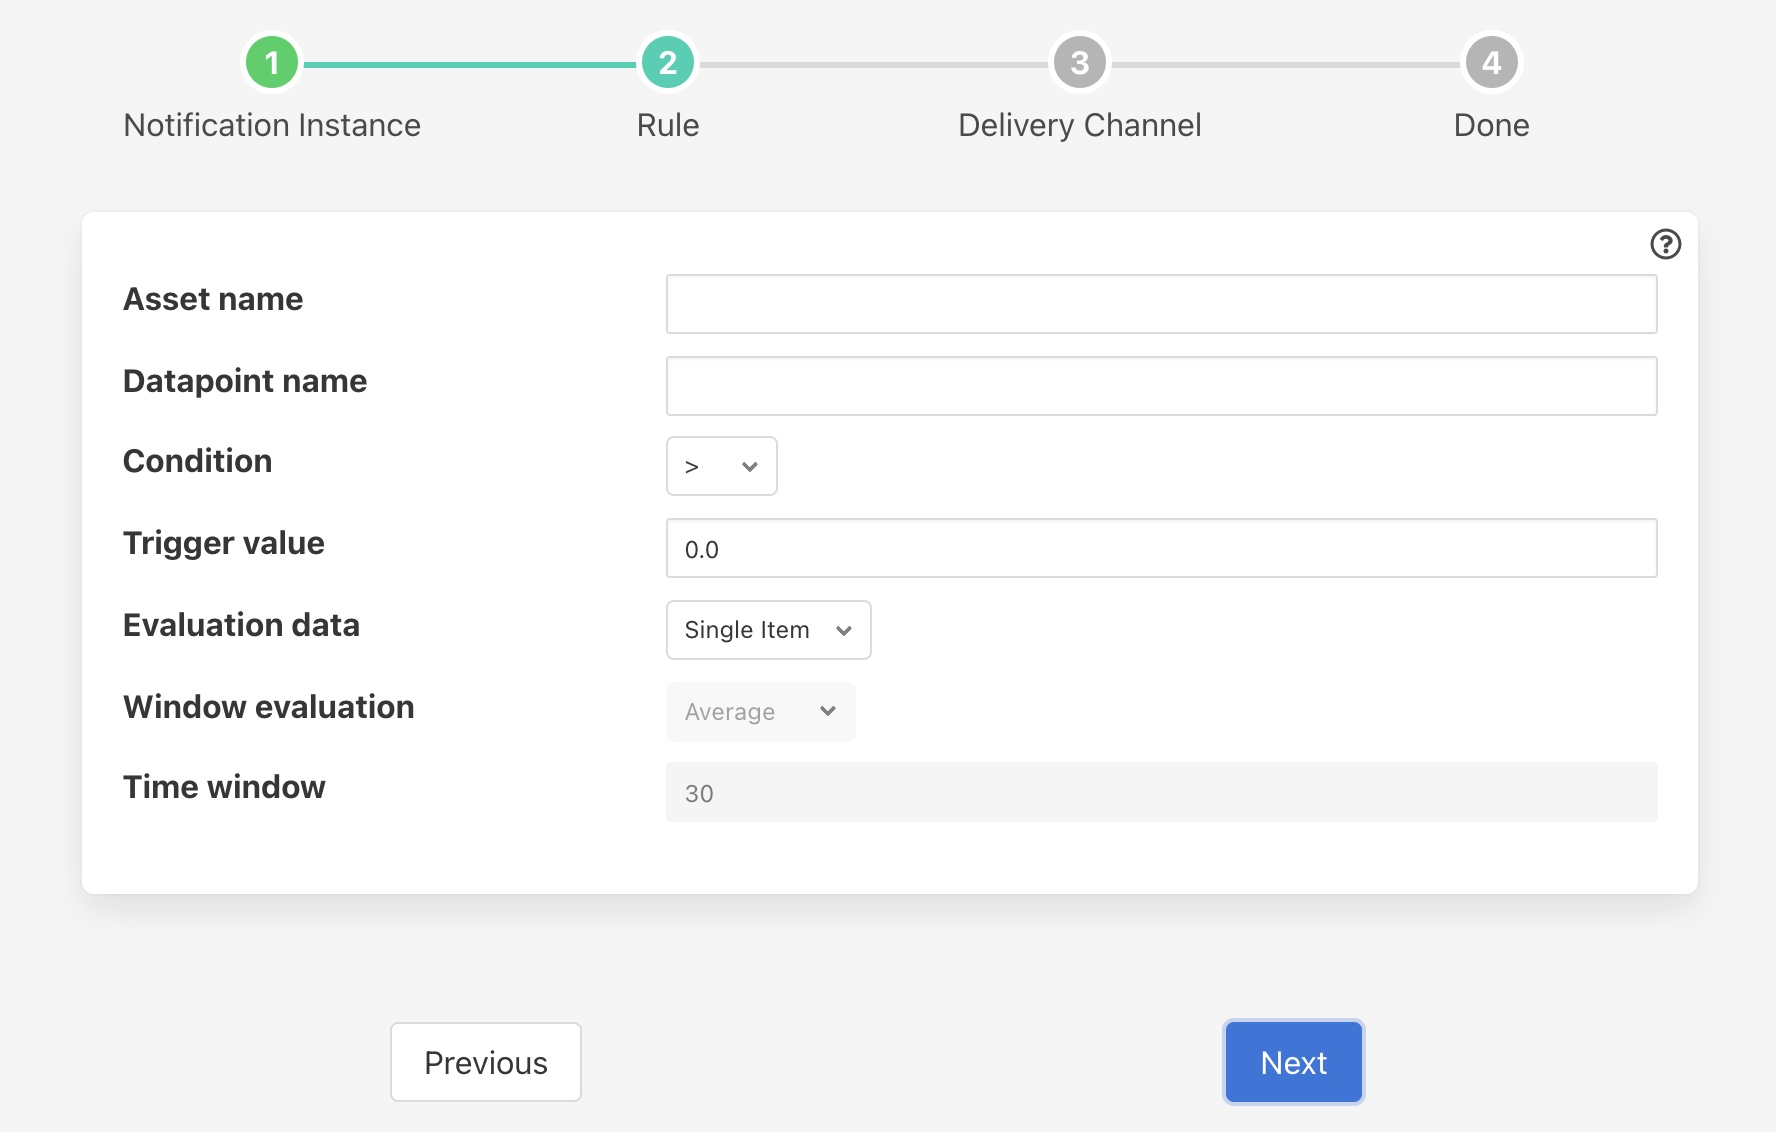 1 2 3 4
Notification Instance Rule Delivery Channel Done
?
Asset name
Datapoint name
Condition >
Trigger value 0.0
Evaluation data Single Item
Window evaluation Average
Time window 30
Previous Next